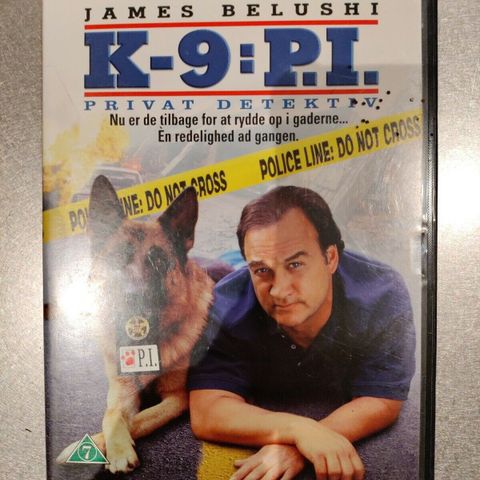 JAMES BELUSHI
K-9: P.I.
PRIVAT DETEKTIV
Nu er de tilbage for at rydde op i gaderne...
Èn redelighed ad gangen.
POLICE LINE: DO NOT CROSS
POLICE LINE: DO NOT CROSS
P.I.
7